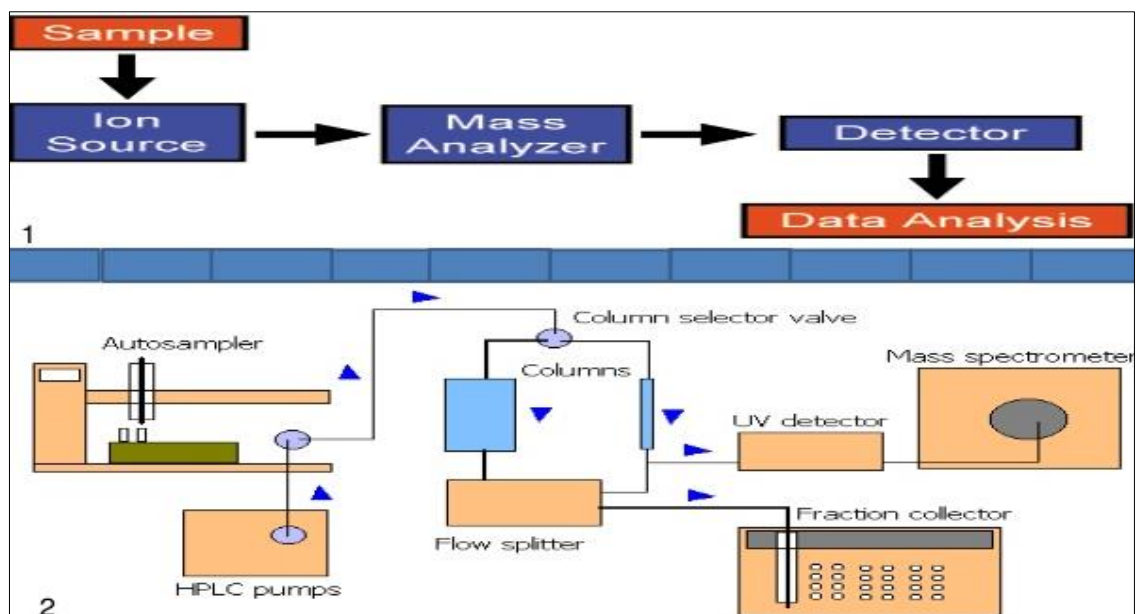 Sample
Ion
Source
Mass
Analyzer
Detector
Data Analysis
1
Autosampler
Column selector valve
Columns
Mass spectrometer
UV detector
HPLC pumps
Flow splitter
Fraction collector
2